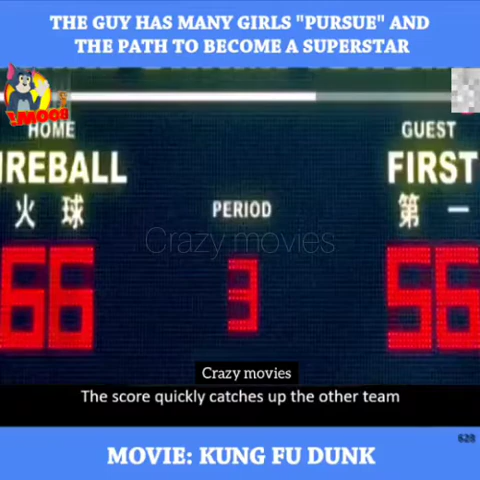 THE GUY HAS MANY GIRLS "PURSUE" AND
THE PATH TO BECOME A SUPERSTAR
BOOM!
HOME
GUEST
IREBALL
FIRST
火 球
PERIOD
第 一
Crazy movies
66
3
56
Crazy movies
The score quickly catches up the other team
628
MOVIE: KUNG FU DUNK